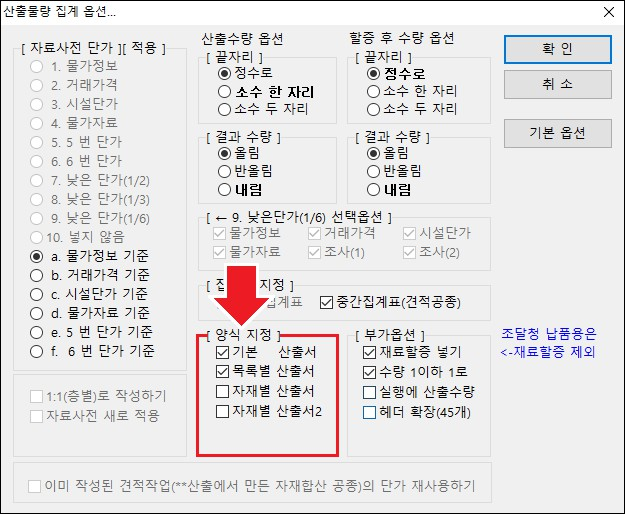 산출물량 집계 옵션...
[ 자료사전 단가 ][ 적용 ]
1. 물가정보
2. 거래가격
3. 시설단가
4. 물가자료
5. 5 번 단가
6. 6 번 단가
7. 낮은 단가(1/2)
8. 낮은 단가(1/3)
9. 낮은 단가(1/6)
10. 넣지 않음
a. 물가정보 기준
b. 거래가격 기준
c. 시설단가 기준
d. 물가자료 기준
e. 5 번 단가 기준
f. 6 번 단가 기준
1:1(층별)로 작성하기
자료사전 새로 적용
산출수량 옵션
[ 끝자리 ]
정수로
소수 한 자리
소수 두 자리
[ 결과 수량 ]
올림
반올림
내림
할증 후 수량 옵션
[ 끝자리 ]
정수로
소수 한 자리
소수 두 자리
[ 결과 수량 ]
올림
반올림
내림
[ ← 9. 낮은단가(1/6) 선택옵션 ]
물가정보 거래가격 시설단가
물가자료 조사(1) 조사(2)
지정 ]
집계표 중간집계표(견적공종)
[ 양식 지정 ]
기본 산출서
목록별 산출서
자재별 산출서
자재별 산출서2
[ 부가옵션 ]
재료할증 넣기
수량 1이하 1로
실행에 산출수량
헤더 확장(45개)
확 인
취 소
기본 옵션
조달청 납품용은
<-재료할증 제외
이미 작성된 견적작업(**산출에서 만든 자재합산 공종)의 단가 재사용하기